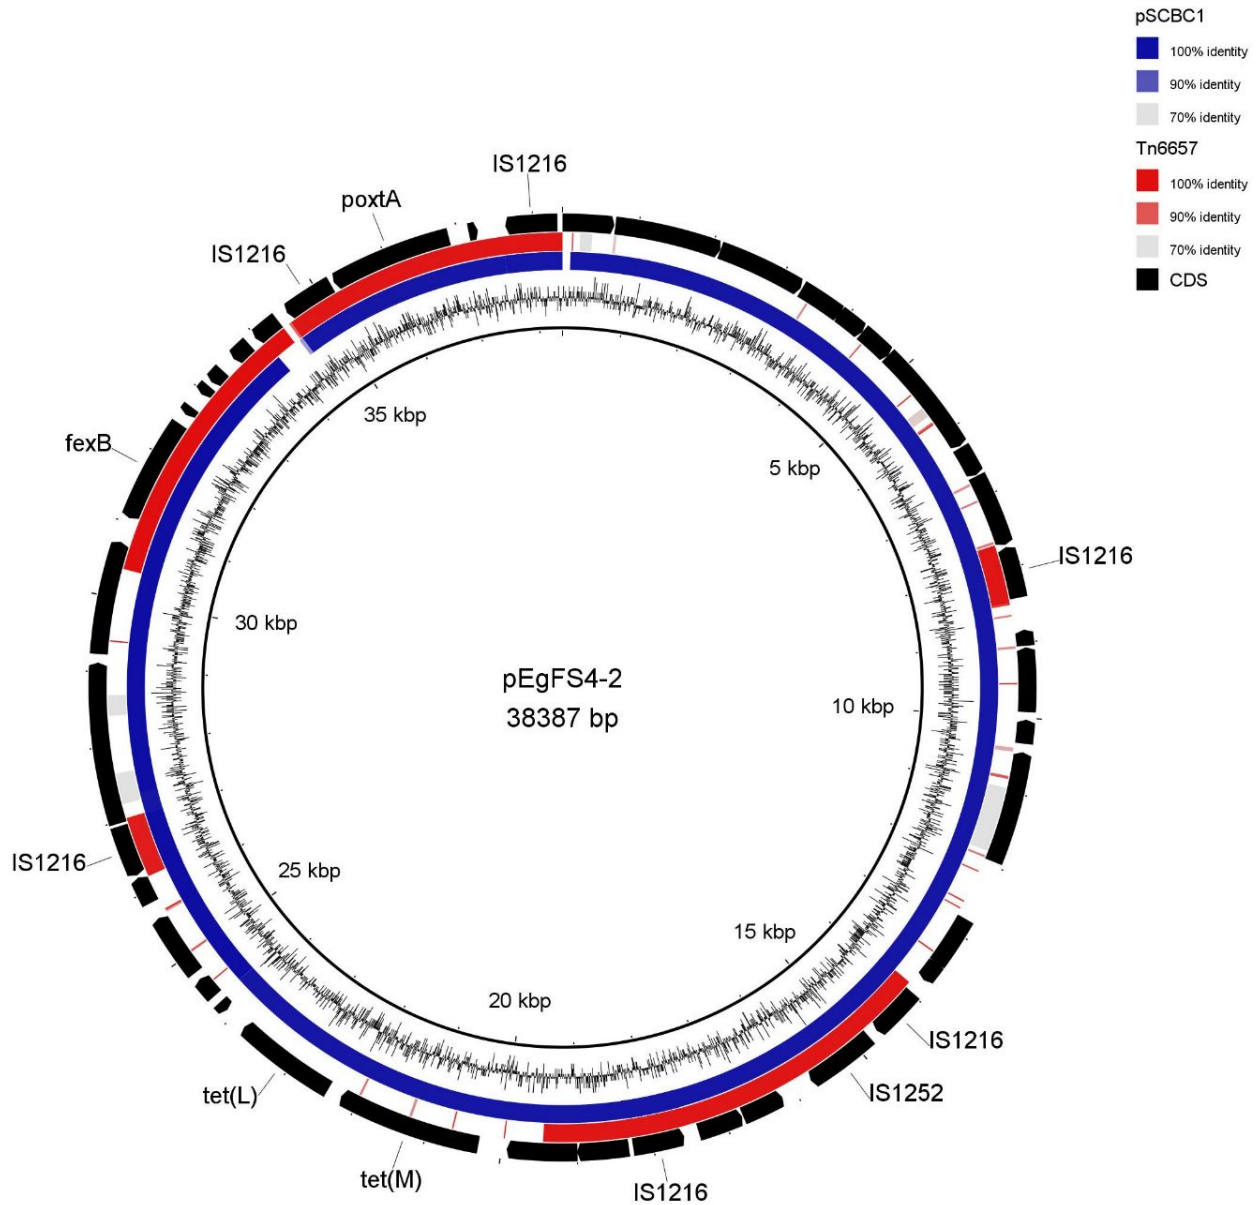 pSCBC1
100% identity
90% identity
70% identity
Tn6657
100% identity
90% identity
70% identity
CDS
IS1216
poxtA
IS1216
fexB
35 kbp
5 kbp
IS1216
30 kbp
pEgFS4-2
38387 bp
10 kbp
IS1216
25 kbp
15 kbp
20 kbp
IS1216
IS1252
tet(L)
tet(M)
IS1216